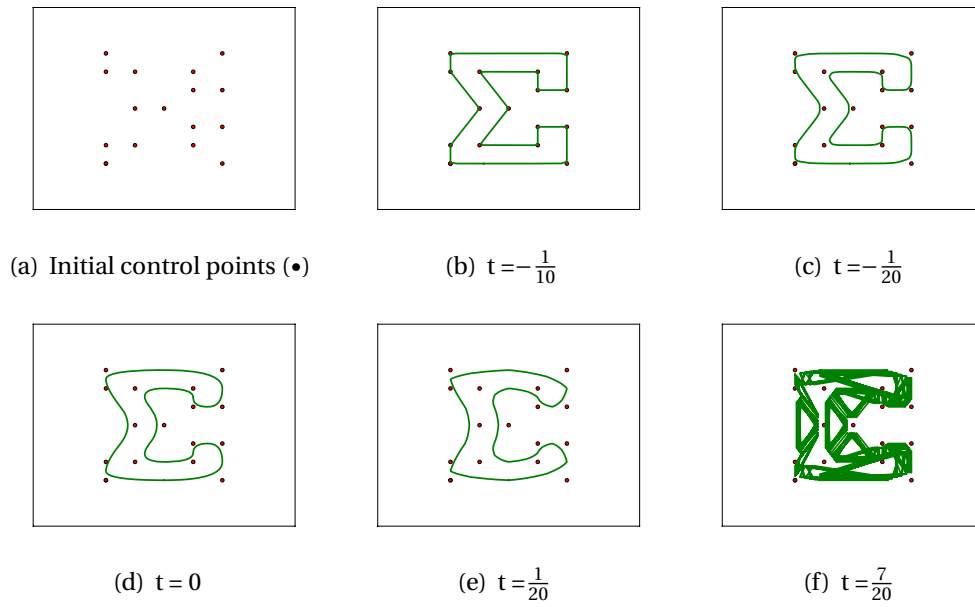 (a) Initial control points (•)
(b) t =−1/10
(c) t =−1/20
(d) t = 0
(e) t = 1/20
(f) t = 7/20